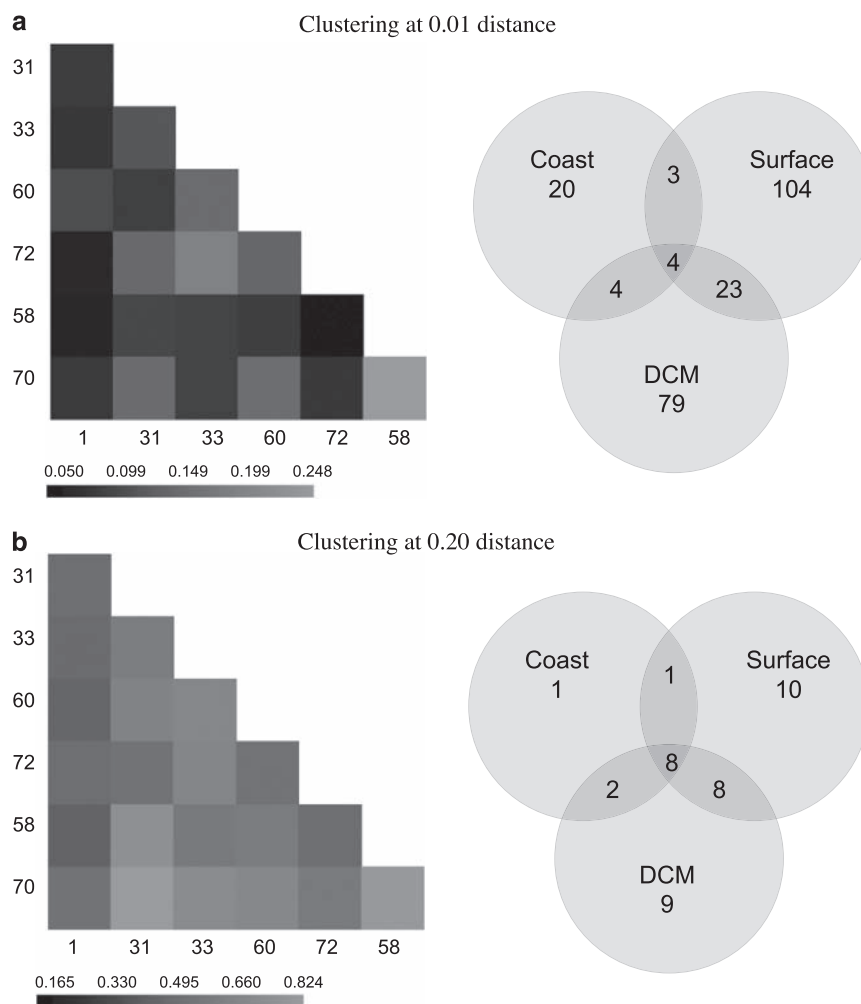 a
Clustering at 0.01 distance
31
33
60
72
58
70
1 31 33 60 72 58
0.050 0.099 0.149 0.199 0.248
Coast
20
3
Surface
104
4
4
23
DCM
79
b
Clustering at 0.20 distance
31
33
60
72
58
70
1 31 33 60 72 58
0.165 0.330 0.495 0.660 0.824
Coast
1
1
Surface
10
8
2
8
DCM
9